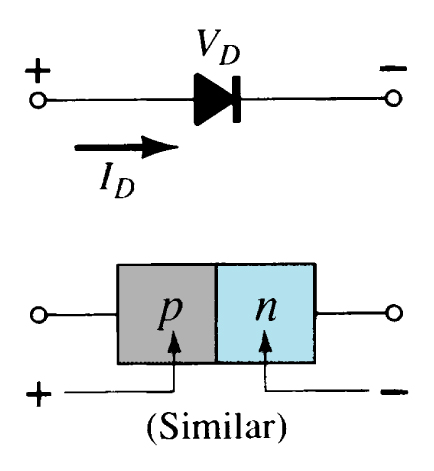 V_D
+ −
I_D
p n
+ −
(Similar)